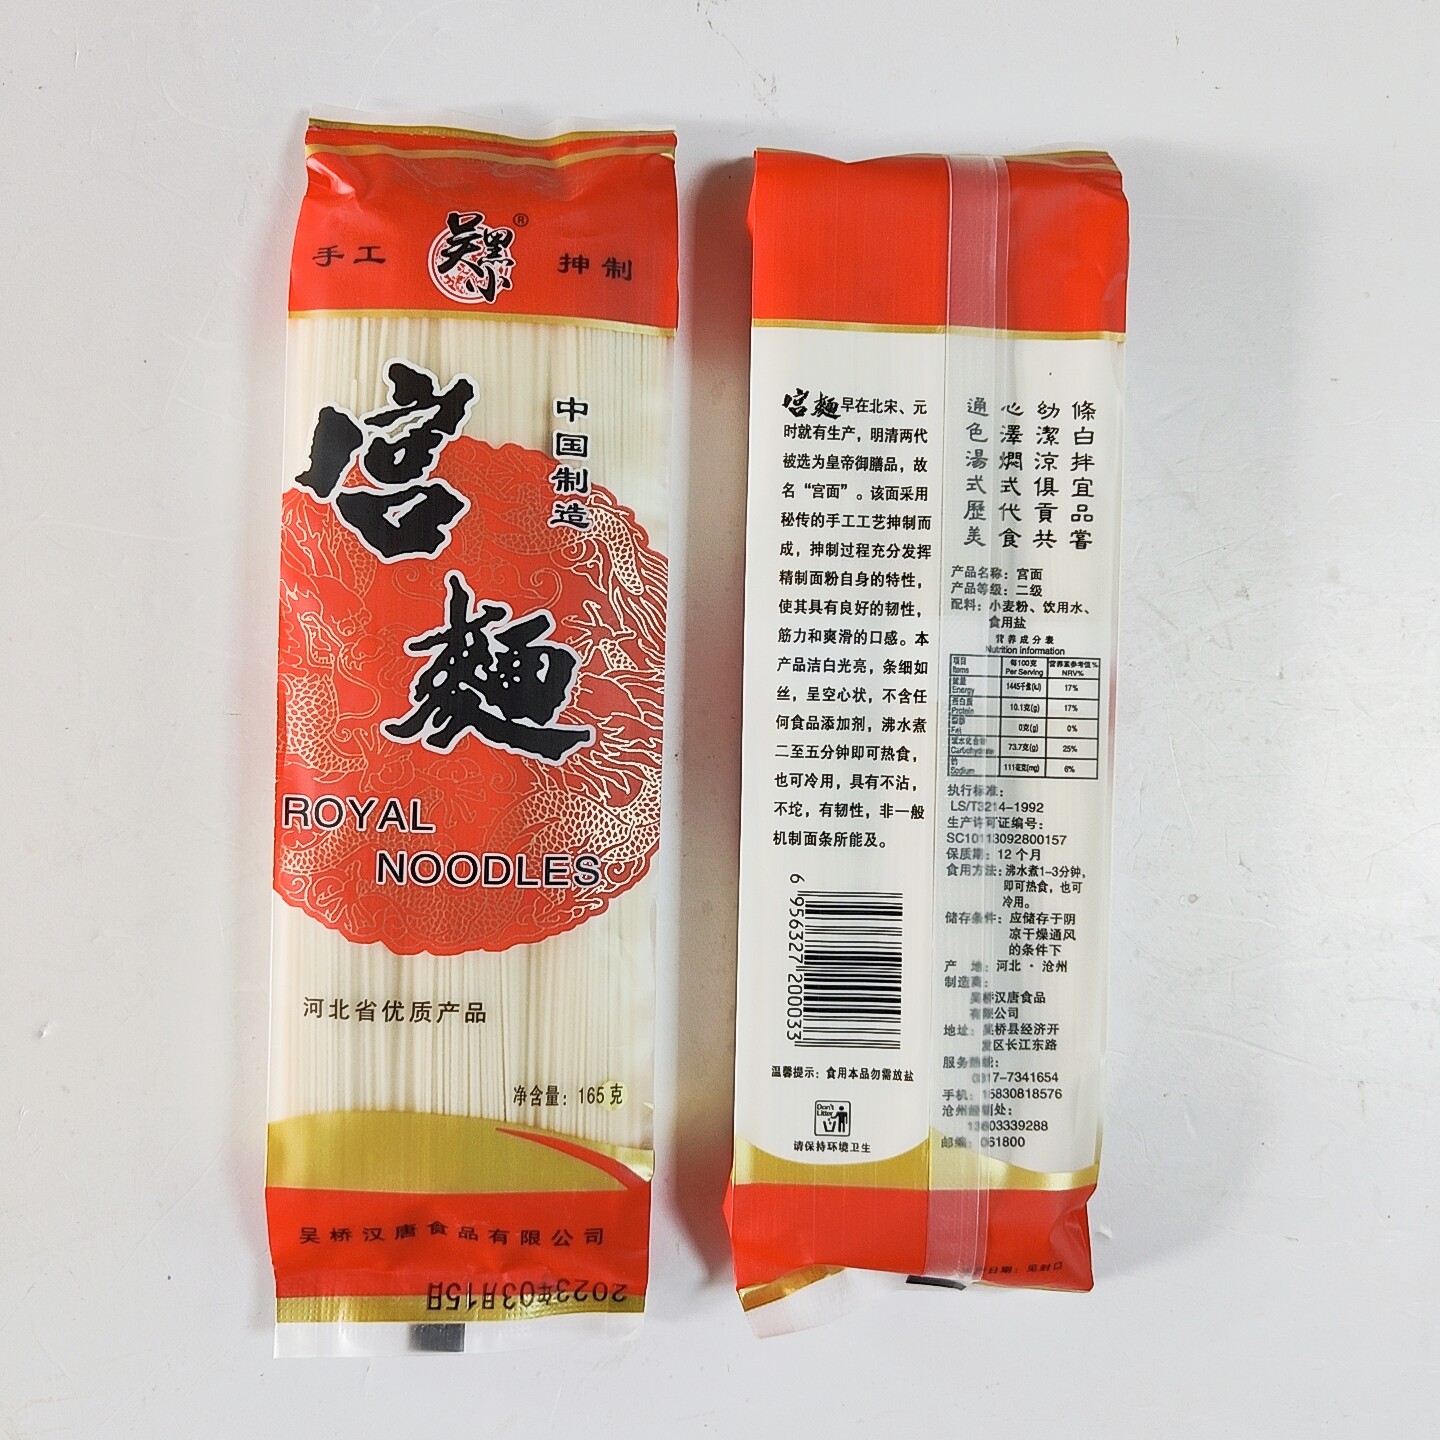 手工
吴黑小®
抻制
宫麵
中国制造
ROYAL
NOODLES
河北省优质产品
净含量：165克
吴桥汉唐食品有限公司
2023年03月15日
宫麵早在北宋、元
时就有生产，明清两代
被选为皇帝御膳品，故
名“宫面”。该面采用
秘传的手工工艺抻制而
成，抻制过程充分发挥
精制面粉自身的特性，
使其具有良好的韧性，
筋力和爽滑的口感。本
产品洁白光亮，条细如
丝，呈空心状，不含任
何食品添加剂，沸水煮
二至五分钟即可热食，
也可冷用，具有不沾，
不坨，有韧性，非一般
机制面条所能及。
6 956327 200033
温馨提示：食用本品勿需放盐
Don't
Litter
请保持环境卫生
條白拌宜品嘗
幼潔涼俱貢共
心澤燜式代食
通色湯式歷美
产品名称：宫面
产品等级：二级
配料：小麦粉、饮用水、
食用盐
营养成分表
Nutrition information
项目 每100克 营养素参考值%
Items Per Serving NRV%
能量 1445千焦(kJ) 17%
Energy
蛋白质 10.1克(g) 17%
Protein
脂肪 0克(g) 0%
Fat
碳水化合物 73.7克(g) 25%
Carbohydrate
钠 111毫克(mg) 6%
Sodium
执行标准：
LS/T3214-1992
生产许可证编号：
SC10113092800157
保质期：12个月
食用方法：沸水煮1-3分钟，
即可热食，也可
冷用。
储存条件：应储存于阴
凉干燥通风
的条件下
产 地：河北·沧州
制造商：
吴桥汉唐食品
有限公司
地址：吴桥县经济开
发区长江东路
服务热线：
0317-7341654
手机：15830818576
沧州经销处：
13603339288
邮编：061800
日期：见封口